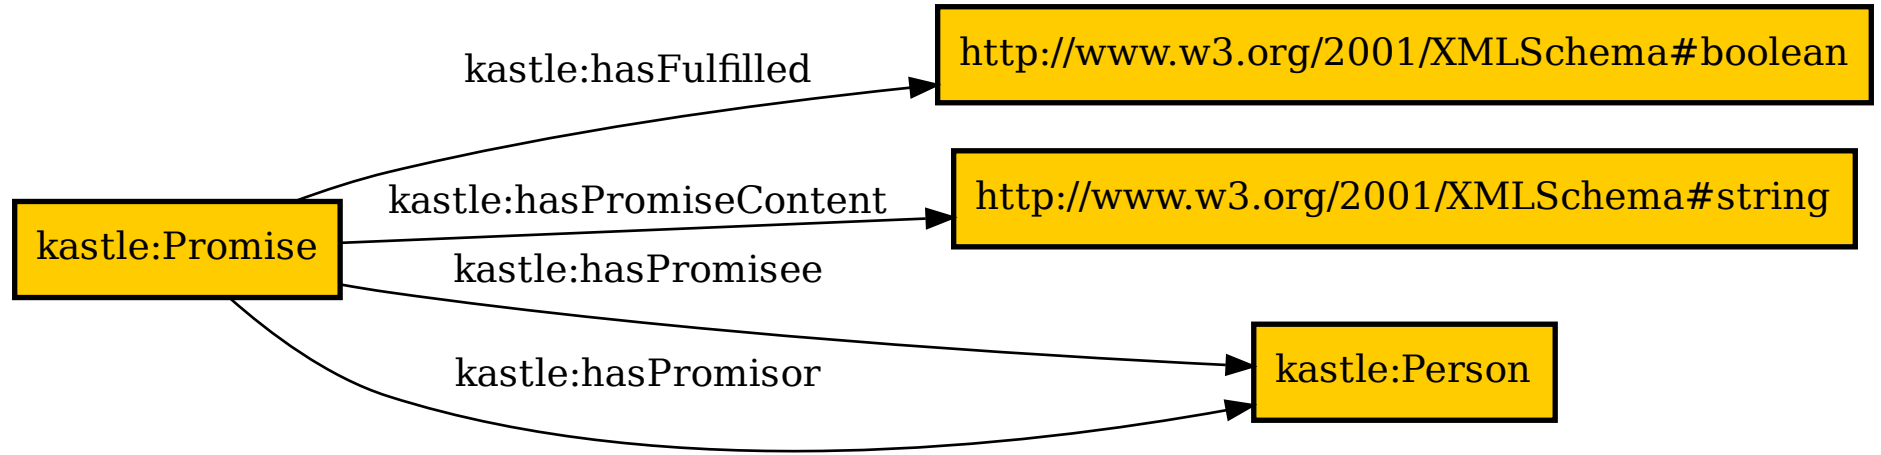 kastle:hasFulfilled
http://www.w3.org/2001/XMLSchema#boolean
kastle:hasPromiseContent
http://www.w3.org/2001/XMLSchema#string
kastle:Promise
kastle:hasPromisee
kastle:hasPromisor
kastle:Person